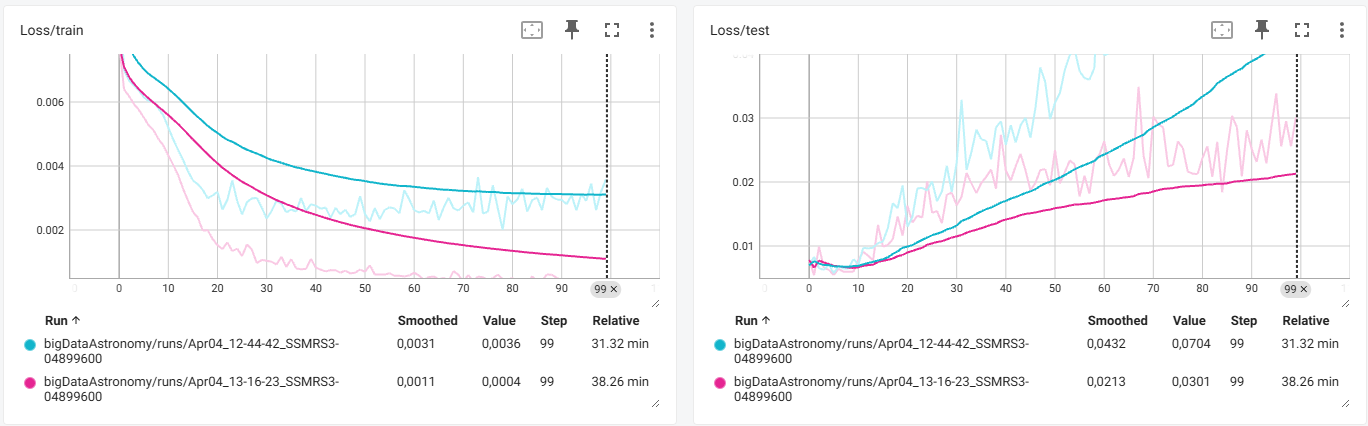 Loss/train
0.006
0.004
0.002
0 10 20 30 40 50 60 70 80 90 99 ×
Run ↑ Smoothed Value Step Relative
bigDataAstronomy/runs/Apr04_12-44-42_SSMRS3-
04899600 0,0031 0,0036 99 31.32 min
bigDataAstronomy/runs/Apr04_13-16-23_SSMRS3-
04899600 0,0011 0,0004 99 38.26 min
Loss/test
0.03
0.02
0.01
0 10 20 30 40 50 60 70 80 90 99 ×
Run ↑ Smoothed Value Step Relative
bigDataAstronomy/runs/Apr04_12-44-42_SSMRS3-
04899600 0,0432 0,0704 99 31.32 min
bigDataAstronomy/runs/Apr04_13-16-23_SSMRS3-
04899600 0,0213 0,0301 99 38.26 min